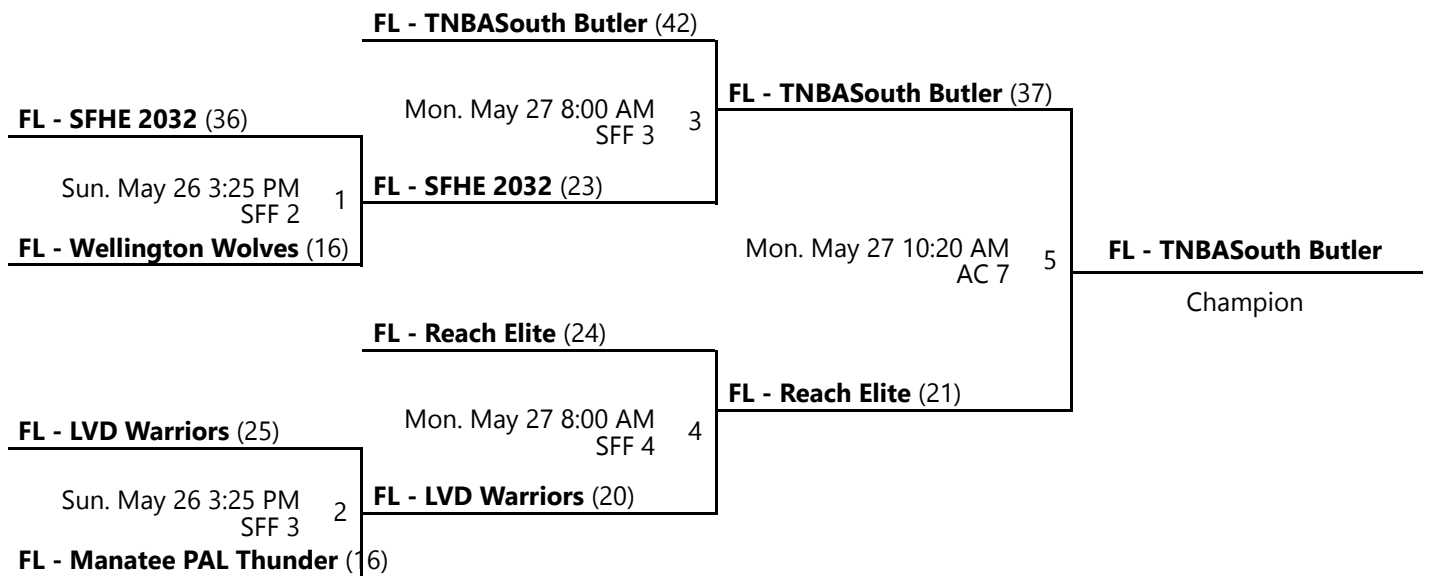 FL - TNBASouth Butler (42)
FL - TNBASouth Butler (37)
Mon. May 27 8:00 AM
SFF 3
3
FL - SFHE 2032 (36)
Sun. May 26 3:25 PM
SFF 2
1
FL - SFHE 2032 (23)
FL - Wellington Wolves (16)
Mon. May 27 10:20 AM
AC 7
5
FL - TNBASouth Butler
Champion
FL - Reach Elite (24)
FL - Reach Elite (21)
Mon. May 27 8:00 AM
SFF 4
4
FL - LVD Warriors (25)
Sun. May 26 3:25 PM
SFF 3
2
FL - LVD Warriors (20)
FL - Manatee PAL Thunder (16)